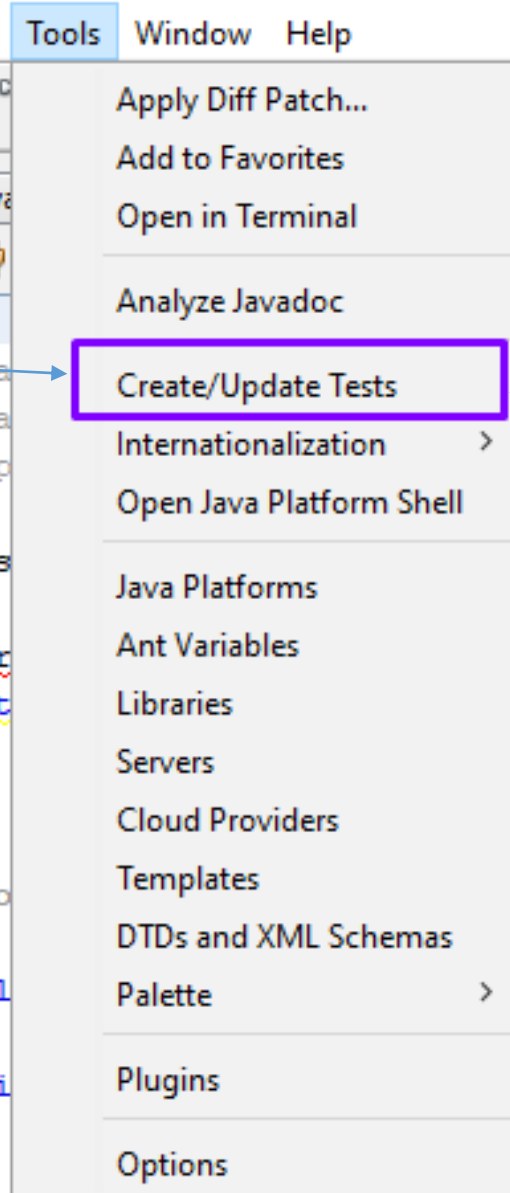 Tools Window Help
Apply Diff Patch...
Add to Favorites
Open in Terminal
Analyze Javadoc
Create/Update Tests
Internationalization
Open Java Platform Shell
Java Platforms
Ant Variables
Libraries
Servers
Cloud Providers
Templates
DTDs and XML Schemas
Palette
Plugins
Options